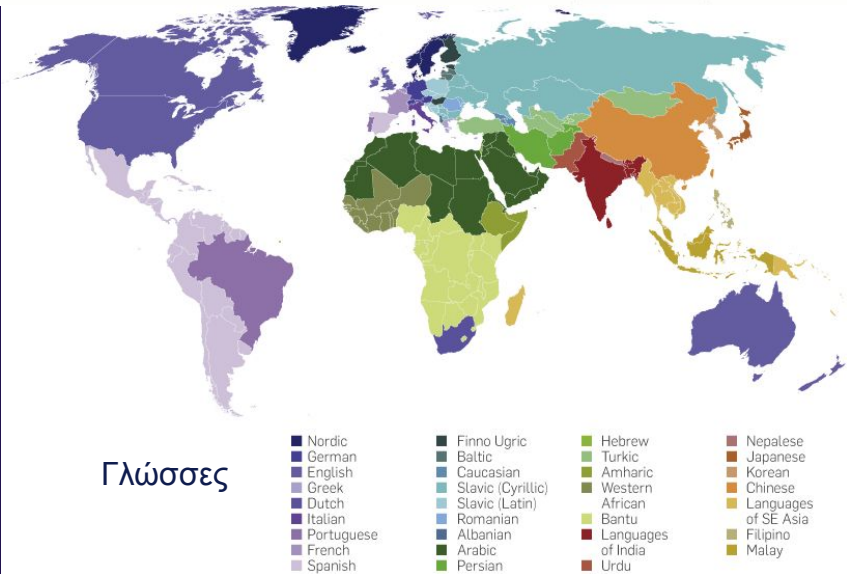 Γλώσσες
Nordic
German
English
Greek
Dutch
Italian
Portuguese
French
Spanish
Finno Ugric
Baltic
Caucasian
Slavic (Cyrillic)
Slavic (Latin)
Romanian
Albanian
Arabic
Persian
Hebrew
Turkic
Amharic
Western
African
Bantu
Languages
of India
Urdu
Nepalese
Japanese
Korean
Chinese
Languages
of SE Asia
Filipino
Malay